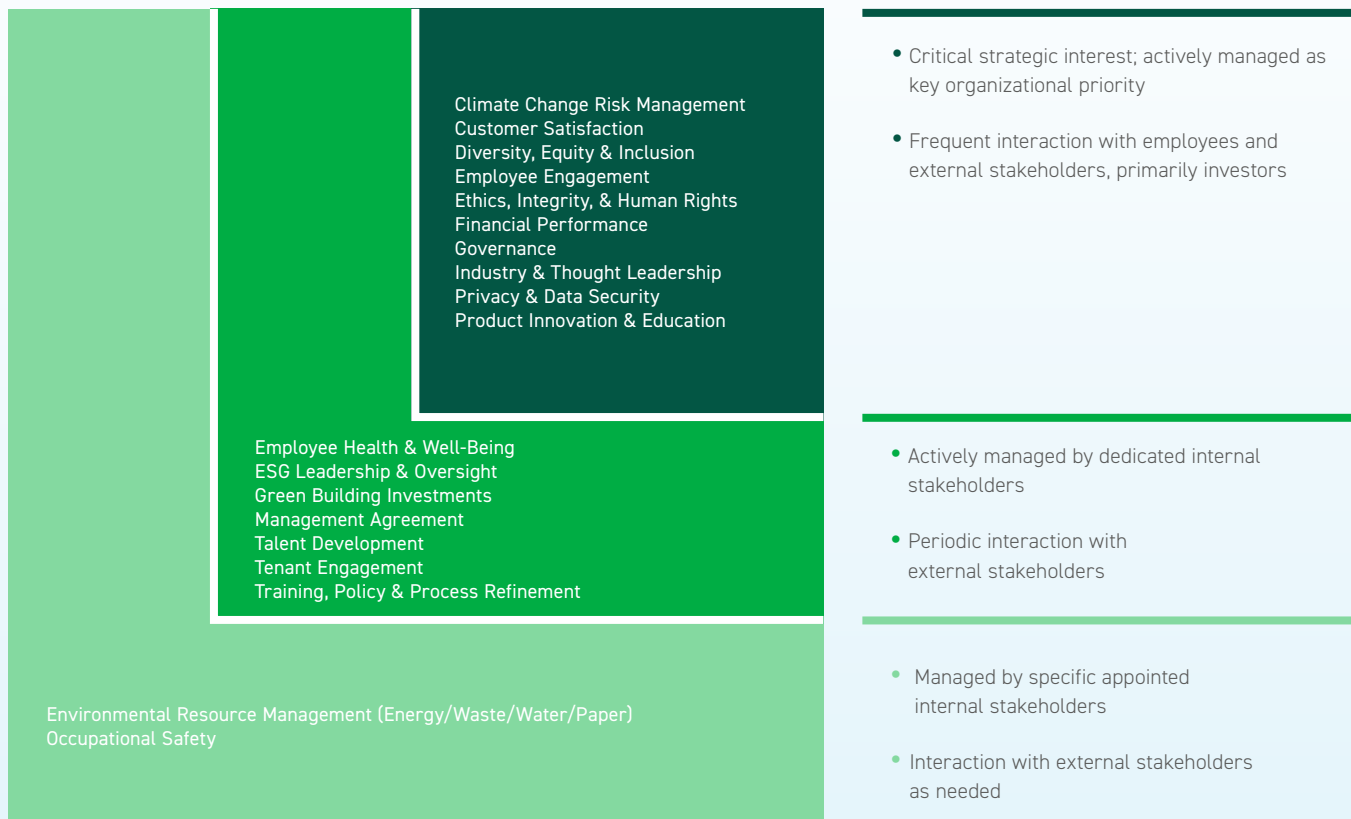 Climate Change Risk Management
Customer Satisfaction
Diversity, Equity & Inclusion
Employee Engagement
Ethics, Integrity, & Human Rights
Financial Performance
Governance
Industry & Thought Leadership
Privacy & Data Security
Product Innovation & Education
• Critical strategic interest; actively managed as
key organizational priority
• Frequent interaction with employees and
external stakeholders, primarily investors
Employee Health & Well-Being
ESG Leadership & Oversight
Green Building Investments
Management Agreement
Talent Development
Tenant Engagement
Training, Policy & Process Refinement
• Actively managed by dedicated internal
stakeholders
• Periodic interaction with
external stakeholders
Environmental Resource Management (Energy/Waste/Water/Paper)
Occupational Safety
• Managed by specific appointed
internal stakeholders
• Interaction with external stakeholders
as needed